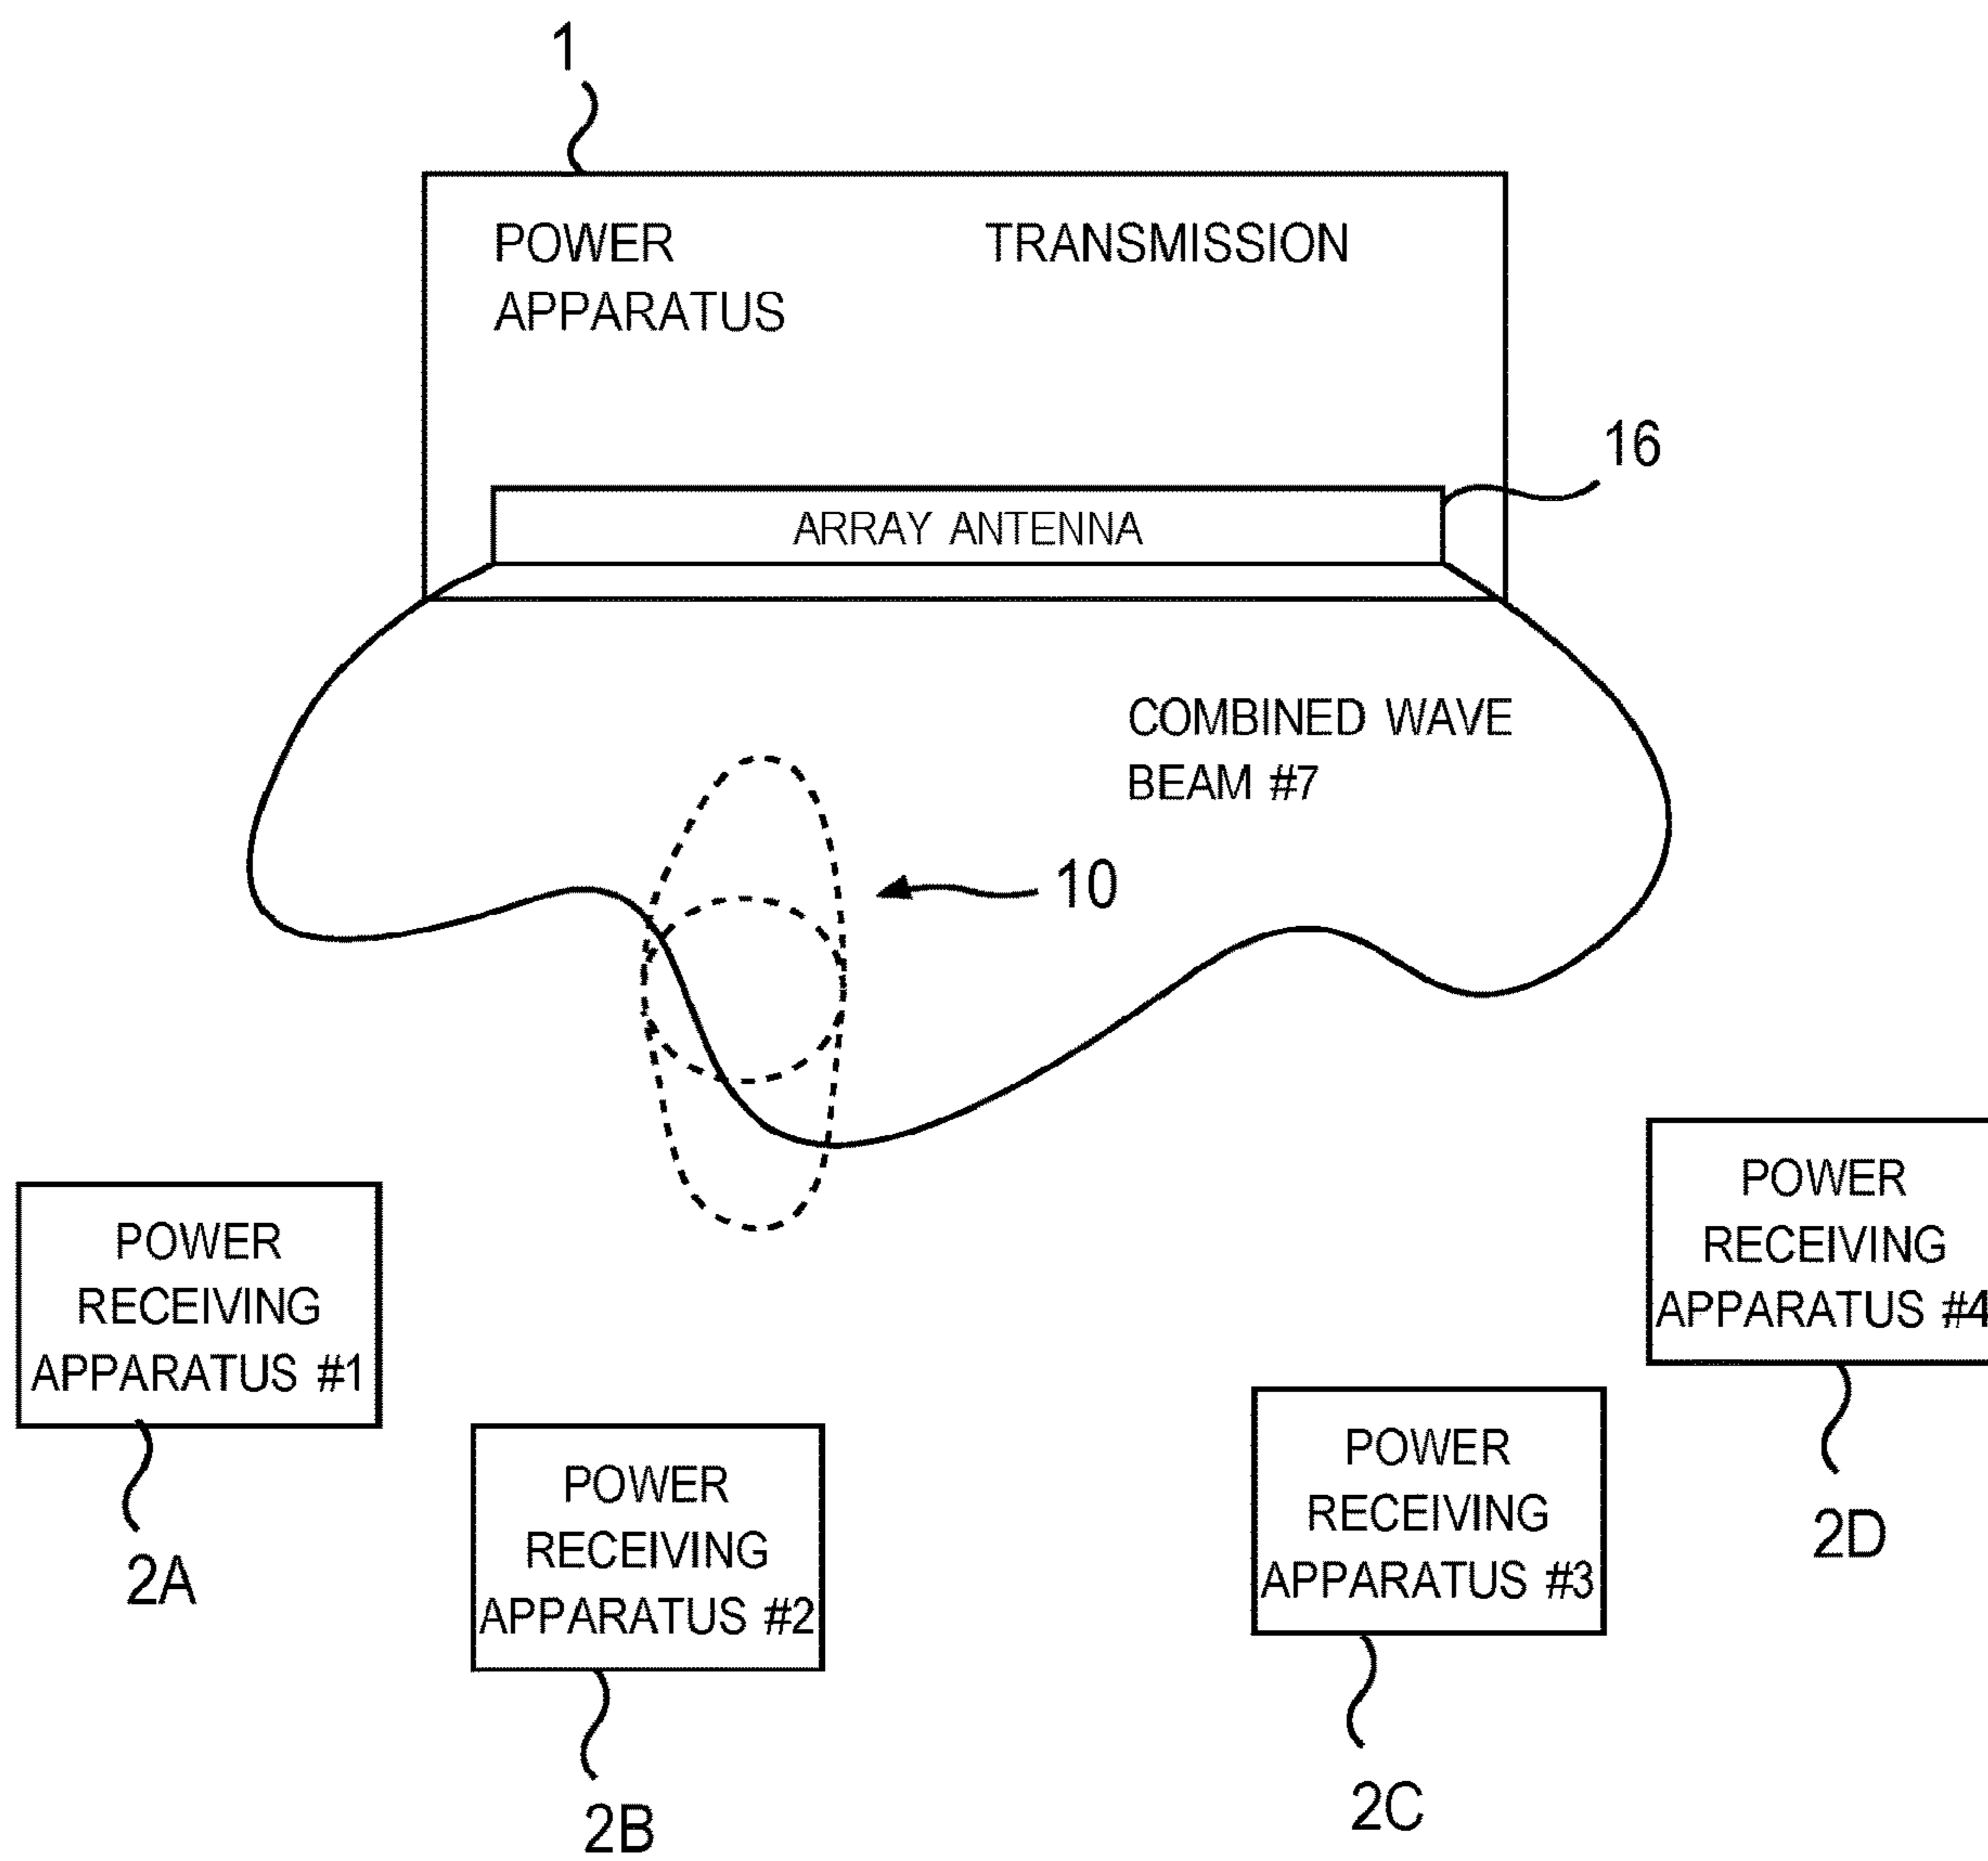 1
POWER TRANSMISSION
APPARATUS
16
ARRAY ANTENNA
COMBINED WAVE
BEAM #7
10
POWER
RECEIVING
APPARATUS #1
2A
POWER
RECEIVING
APPARATUS #2
2B
POWER
RECEIVING
APPARATUS #3
2C
POWER
RECEIVING
APPARATUS #4
2D